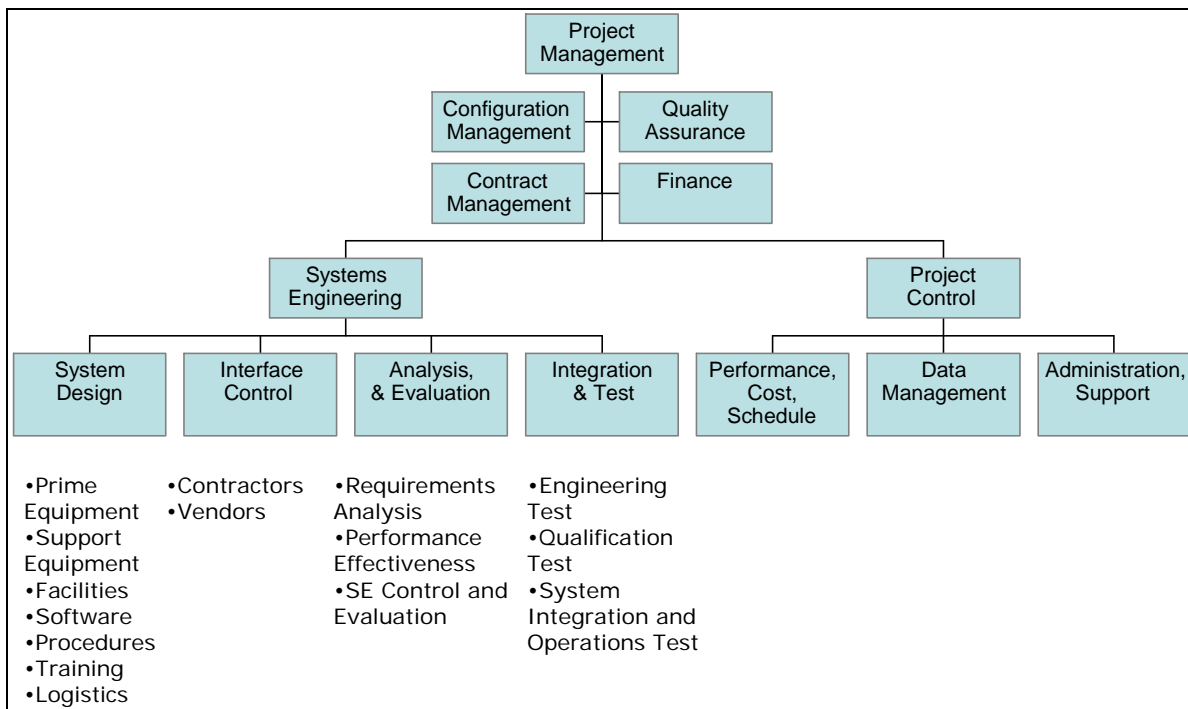 Project
Management
Configuration
Management
Quality
Assurance
Contract
Management
Finance
Systems
Engineering
Project
Control
System
Design
Interface
Control
Analysis,
& Evaluation
Integration
& Test
Performance,
Cost,
Schedule
Data
Management
Administration,
Support
•Prime
Equipment
•Support
Equipment
•Facilities
•Software
•Procedures
•Training
•Logistics
•Contractors
•Vendors
•Requirements
Analysis
•Performance
Effectiveness
•SE Control and
Evaluation
•Engineering
Test
•Qualification
Test
•System
Integration and
Operations Test